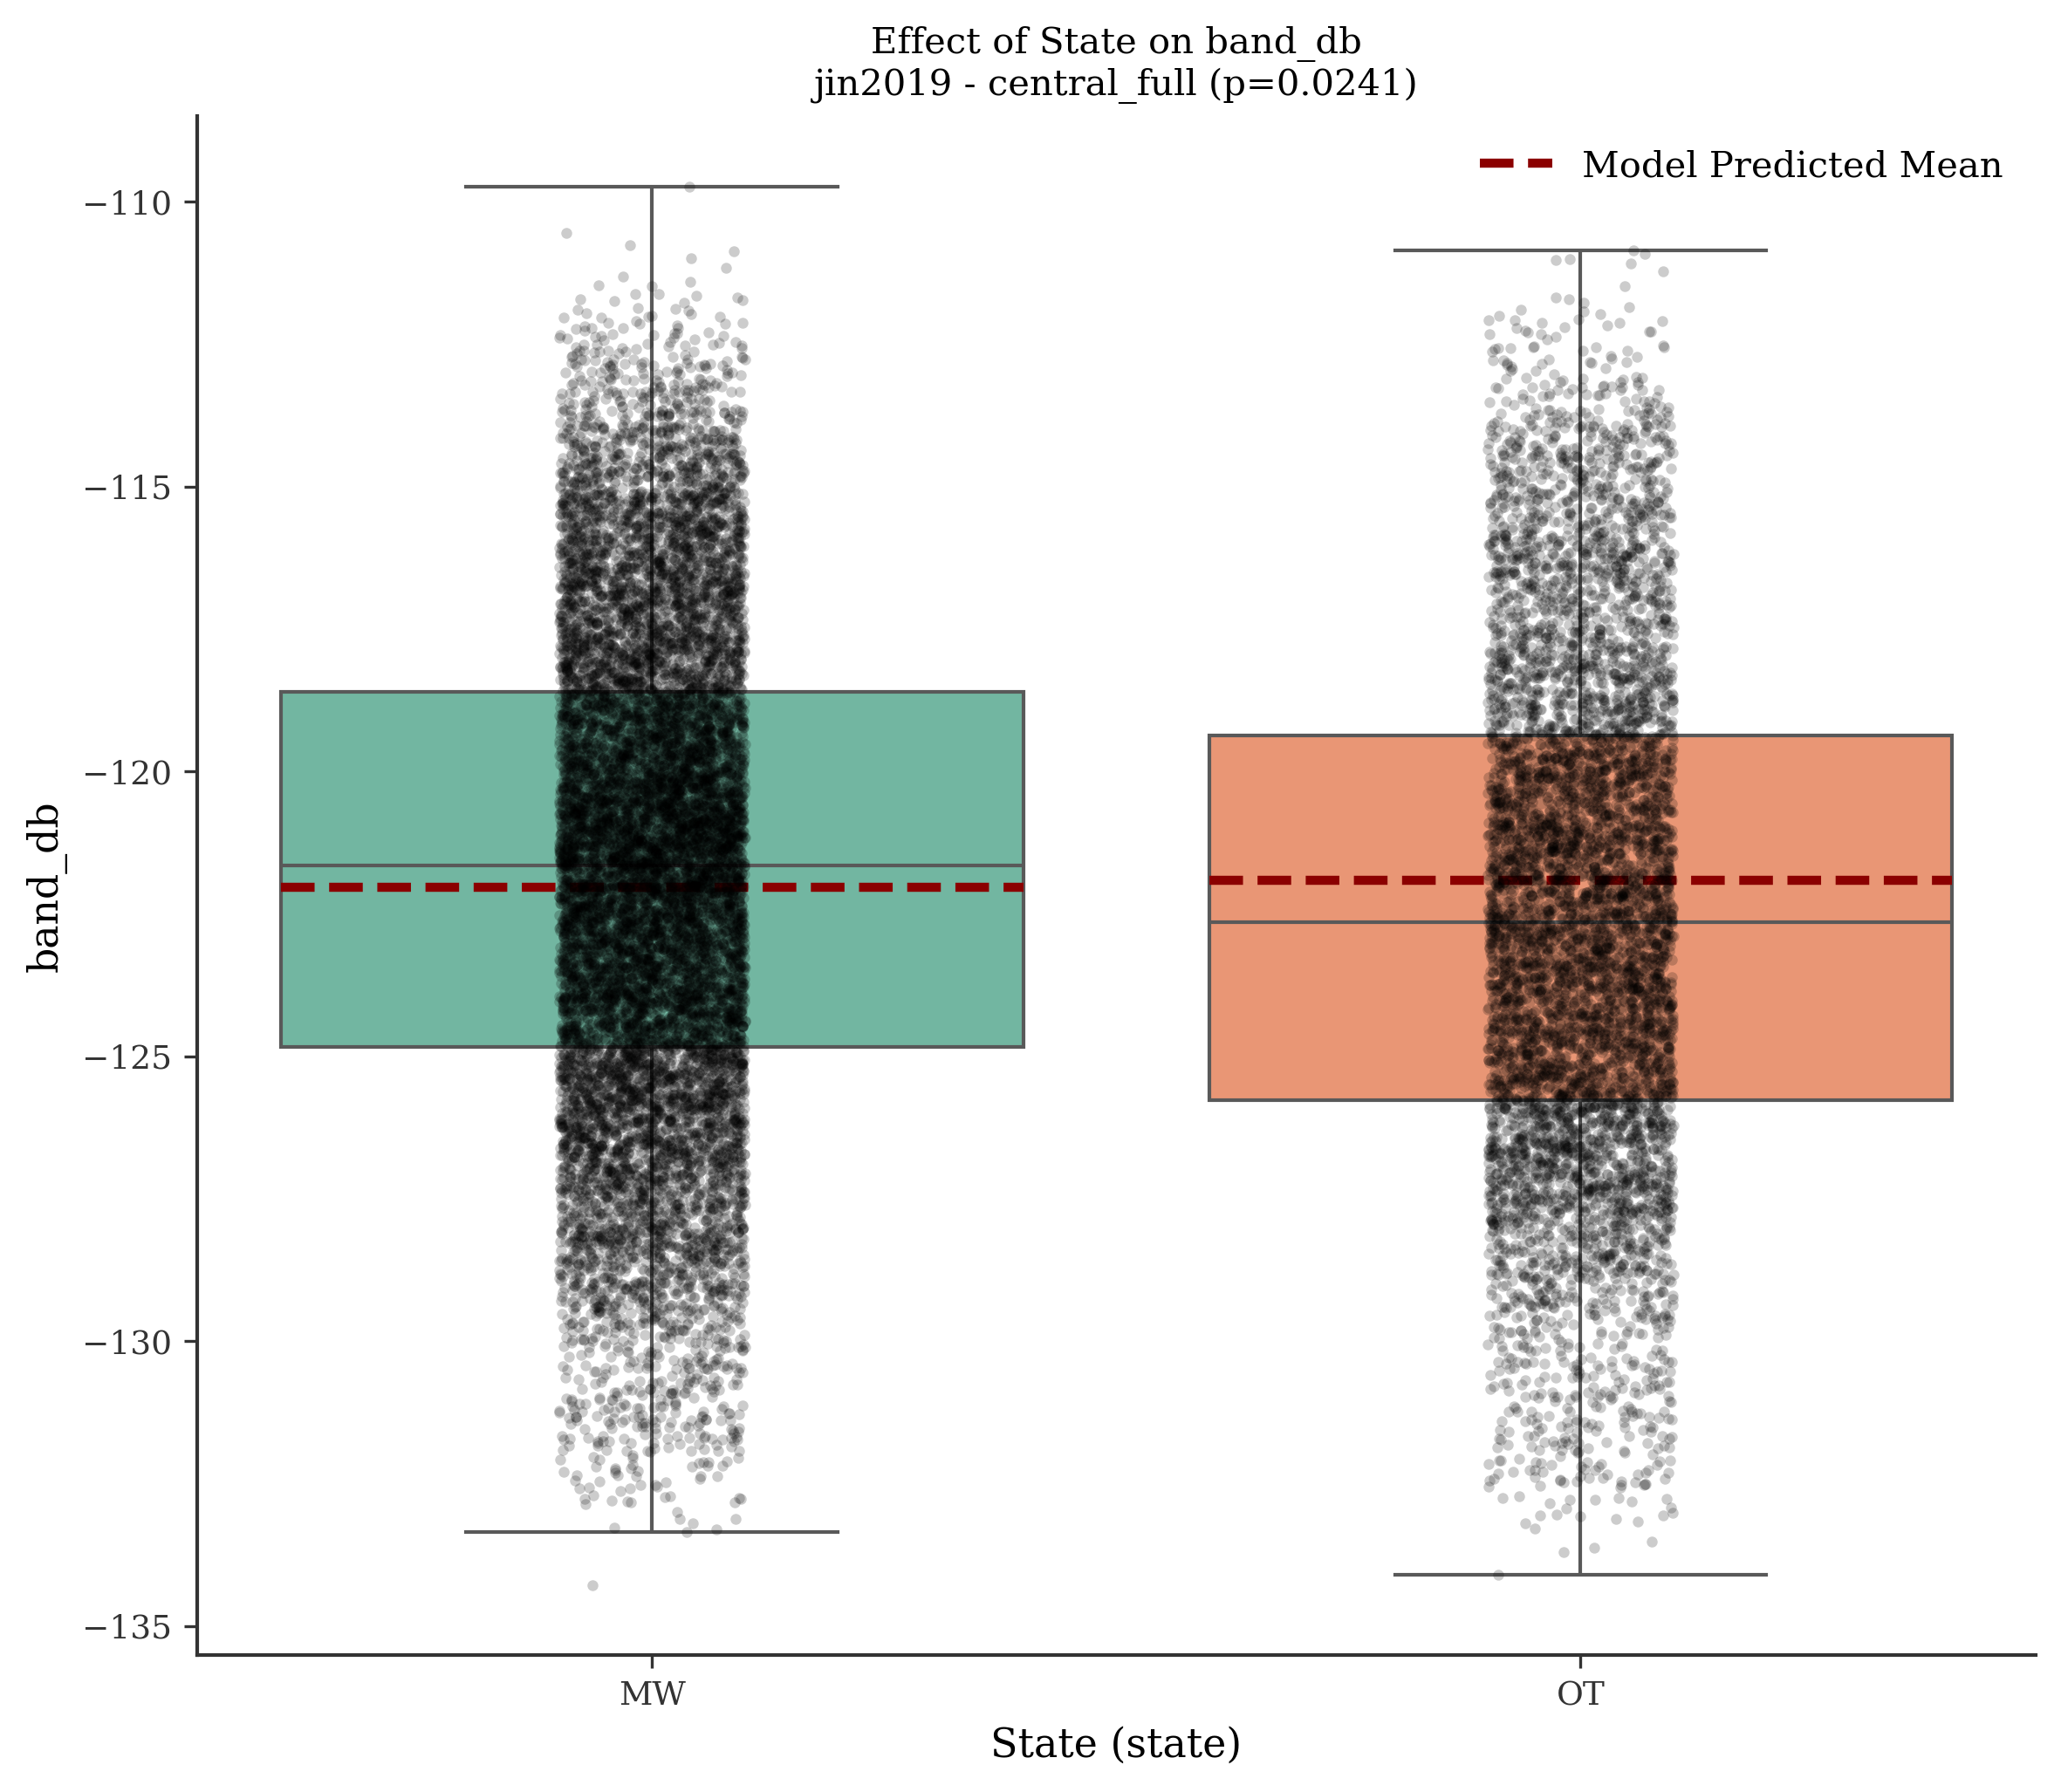 Effect of State on band_db
jin2019 - central_full (p=0.0241)
Model Predicted Mean
−110
−115
−120
−125
−130
−135
band_db
MW
OT
State (state)